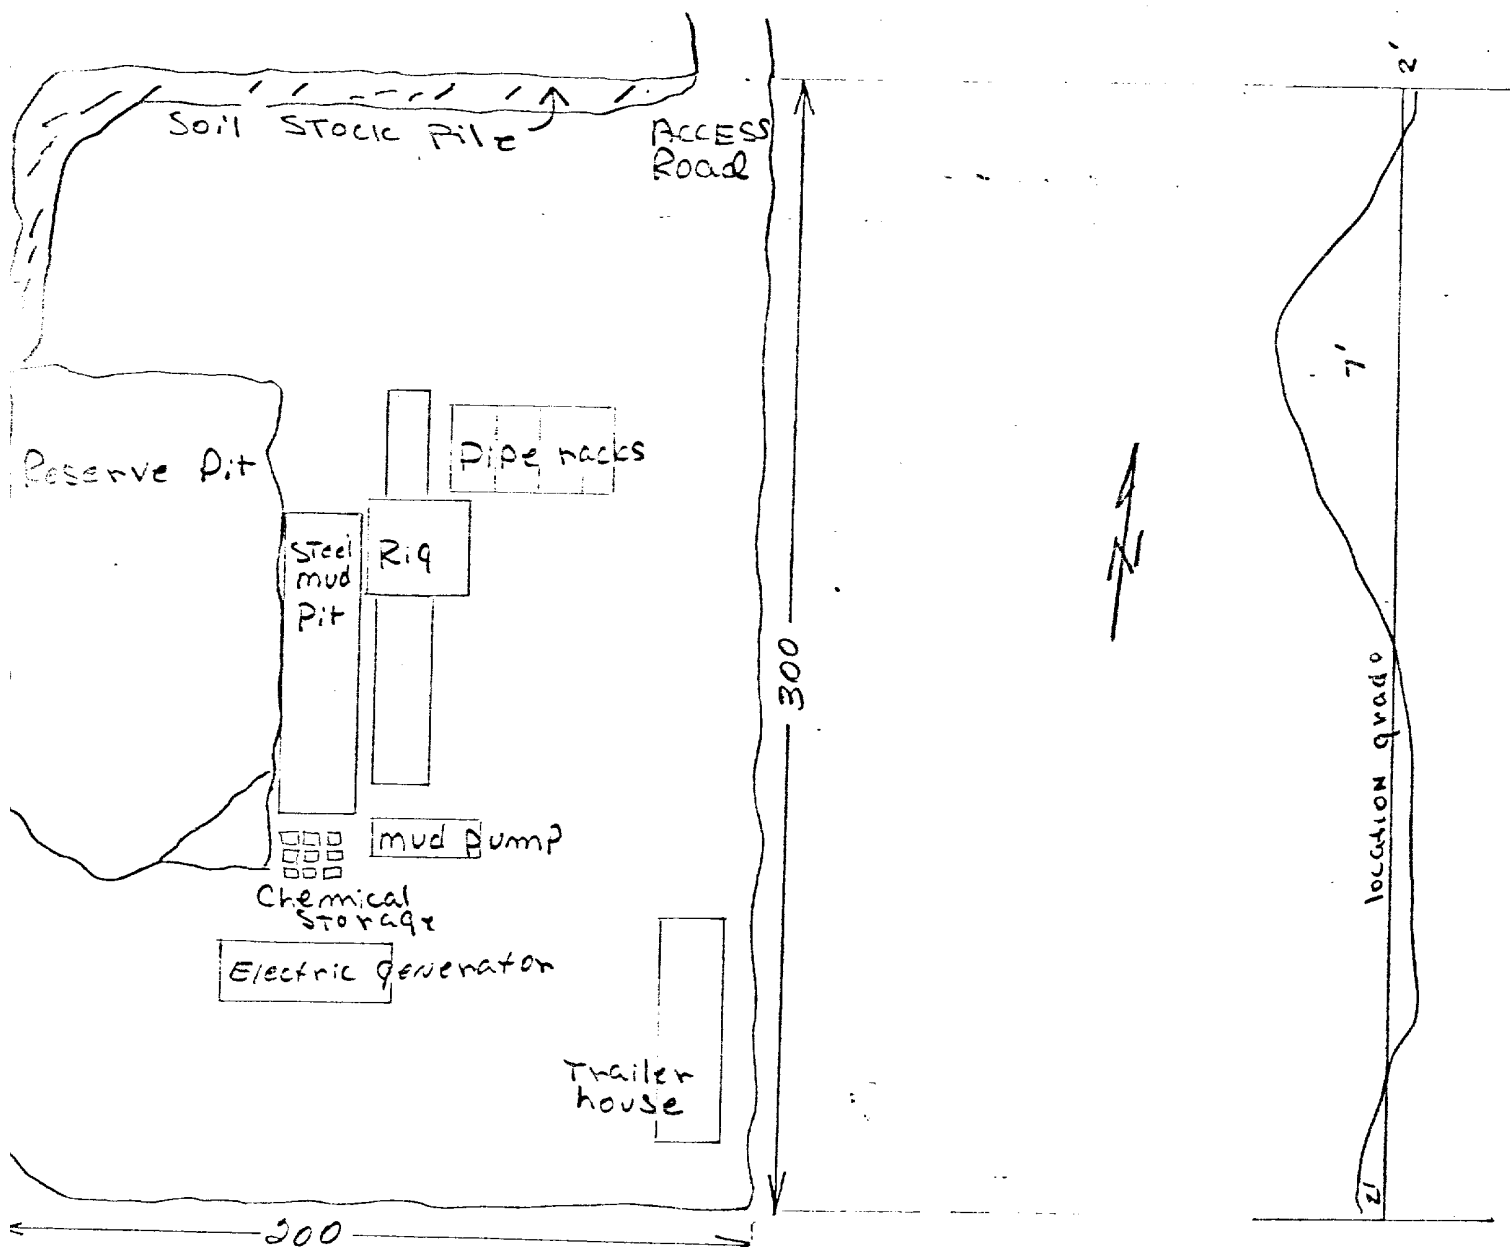 2'
Soil STOCK Pile
ACCESS
Road
7'
Reserve Pit
Pipe racks
Steel
mud
Pit
Rig
N
300
location grade
mud pump
Chemical
Storage
Electric generator
Trailer
house
2'
200